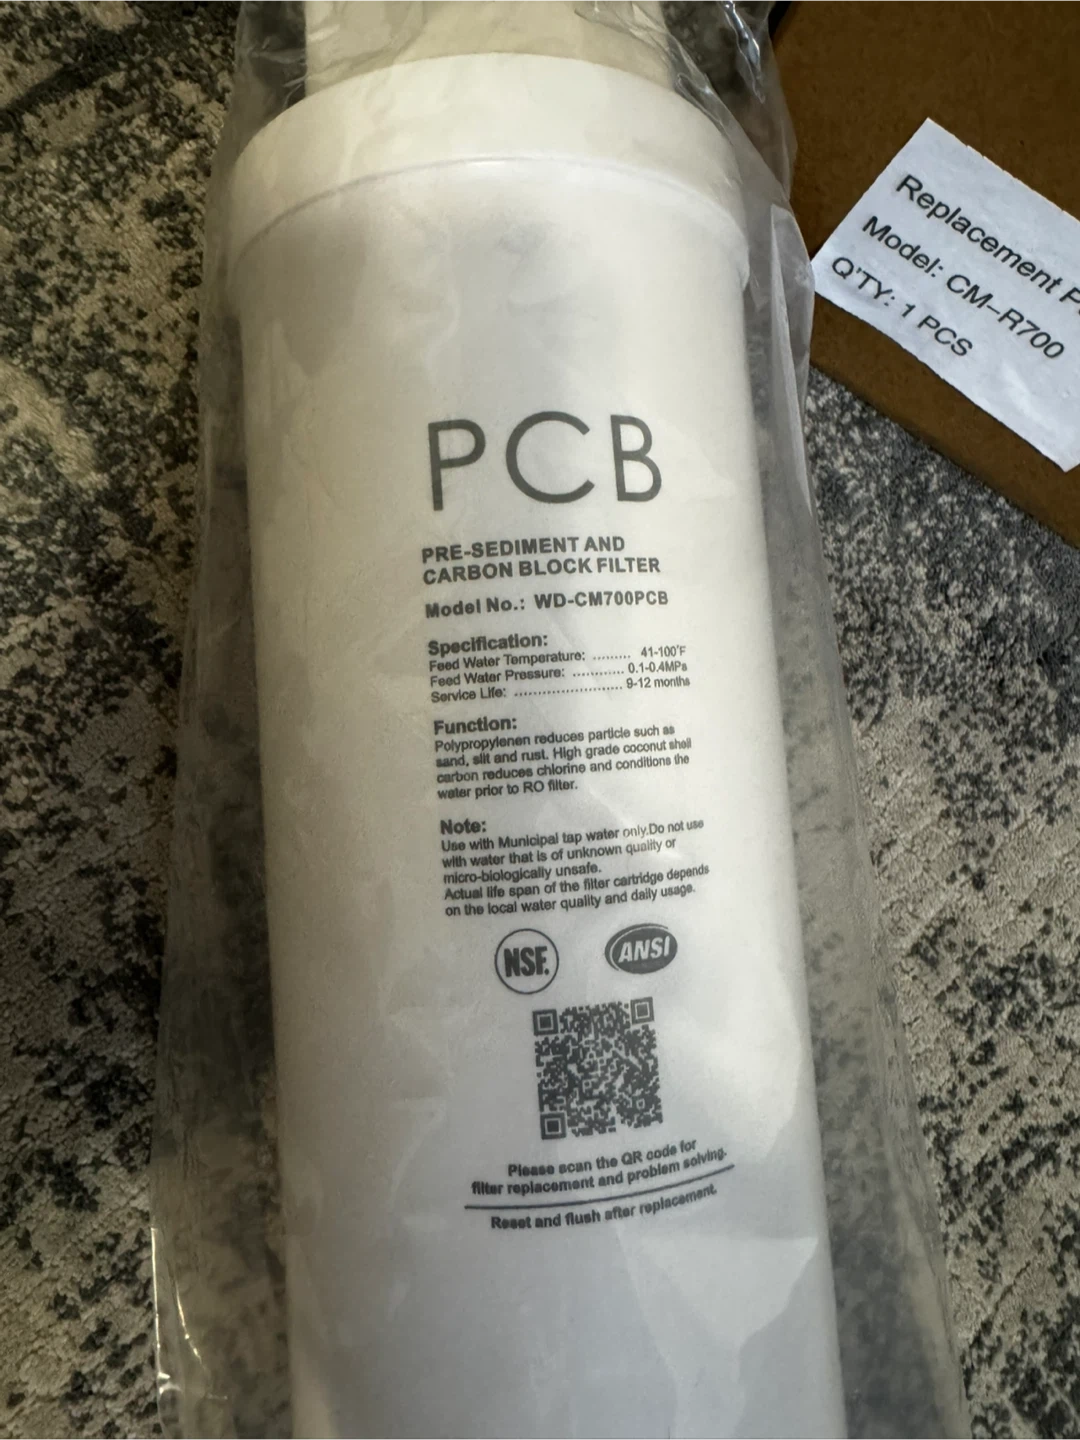 Replacement
Model: CM-R700
Q'TY: 1 PCS
PCB
PRE-SEDIMENT AND
CARBON BLOCK FILTER
Model No.: WD-CM700PCB
Specification:
Feed Water Temperature: ........ 41-100°F
Feed Water Pressure: ............ 0.1-0.4MPa
Service Life: ......................... 9-12 months
Function:
Polypropylenen reduces particle such as
sand, slit and rust. High grade coconut shell
carbon reduces chlorine and conditions the
water prior to RO filter.
Note:
Use with Municipal tap water only.Do not use
with water that is of unknown quality or
micro-biologically unsafe.
Actual life span of the filter cartridge depends
on the local water quality and daily usage.
NSF.
ANSI
Please scan the QR code for
filter replacement and problem solving.
Reset and flush after replacement.